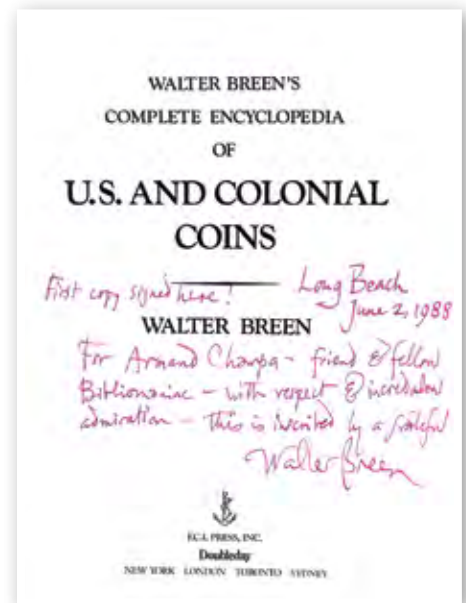 WALTER BREEN'S
COMPLETE ENCYCLOPEDIA
OF
U.S. AND COLONIAL
COINS
First copy signed here!
Long Beach
June 2, 1988
WALTER BREEN
For Armand Champa – friend & fellow
Bibliomaniac – with respect & incredulous
admiration – this is inscribed by a grateful
Walter Breen
F.C.I. PRESS, INC.
Doubleday
NEW YORK LONDON TORONTO SYDNEY